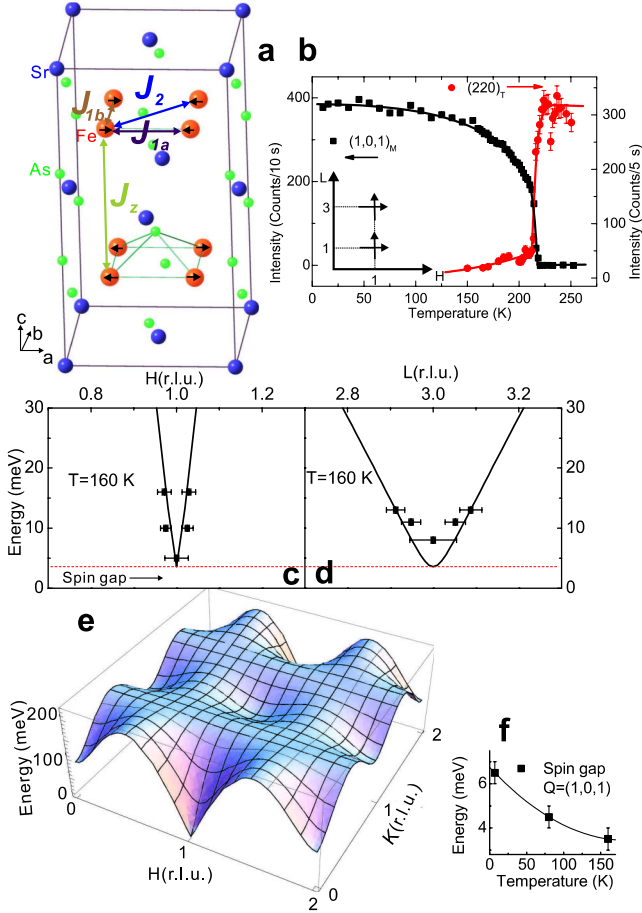 a
Sr
J2
J1b
Fe
J1a
As
Jz
c
b
a
b
(220)T
400
300
(1,0,1)M
200
200
L
3
100
1
0
H
0
1
0 50 100 150 200 250
Temperature (K)
Intensity (Counts/10 s)
Intensity (Counts/5 s)
H(r.l.u.)
L(r.l.u.)
0.8 1.0 1.2
2.8 3.0 3.2
30
30
20
20
10
10
0
0
Energy (meV)
T=160 K
T=160 K
Spin gap
c
d
e
200
100
0
Energy (meV)
0
1
2
H(r.l.u.)
0
1
2
K(r.l.u.)
f
Spin gap
Q=(1,0,1)
6
4
Energy (meV)
0 50 100 150
Temperature (K)